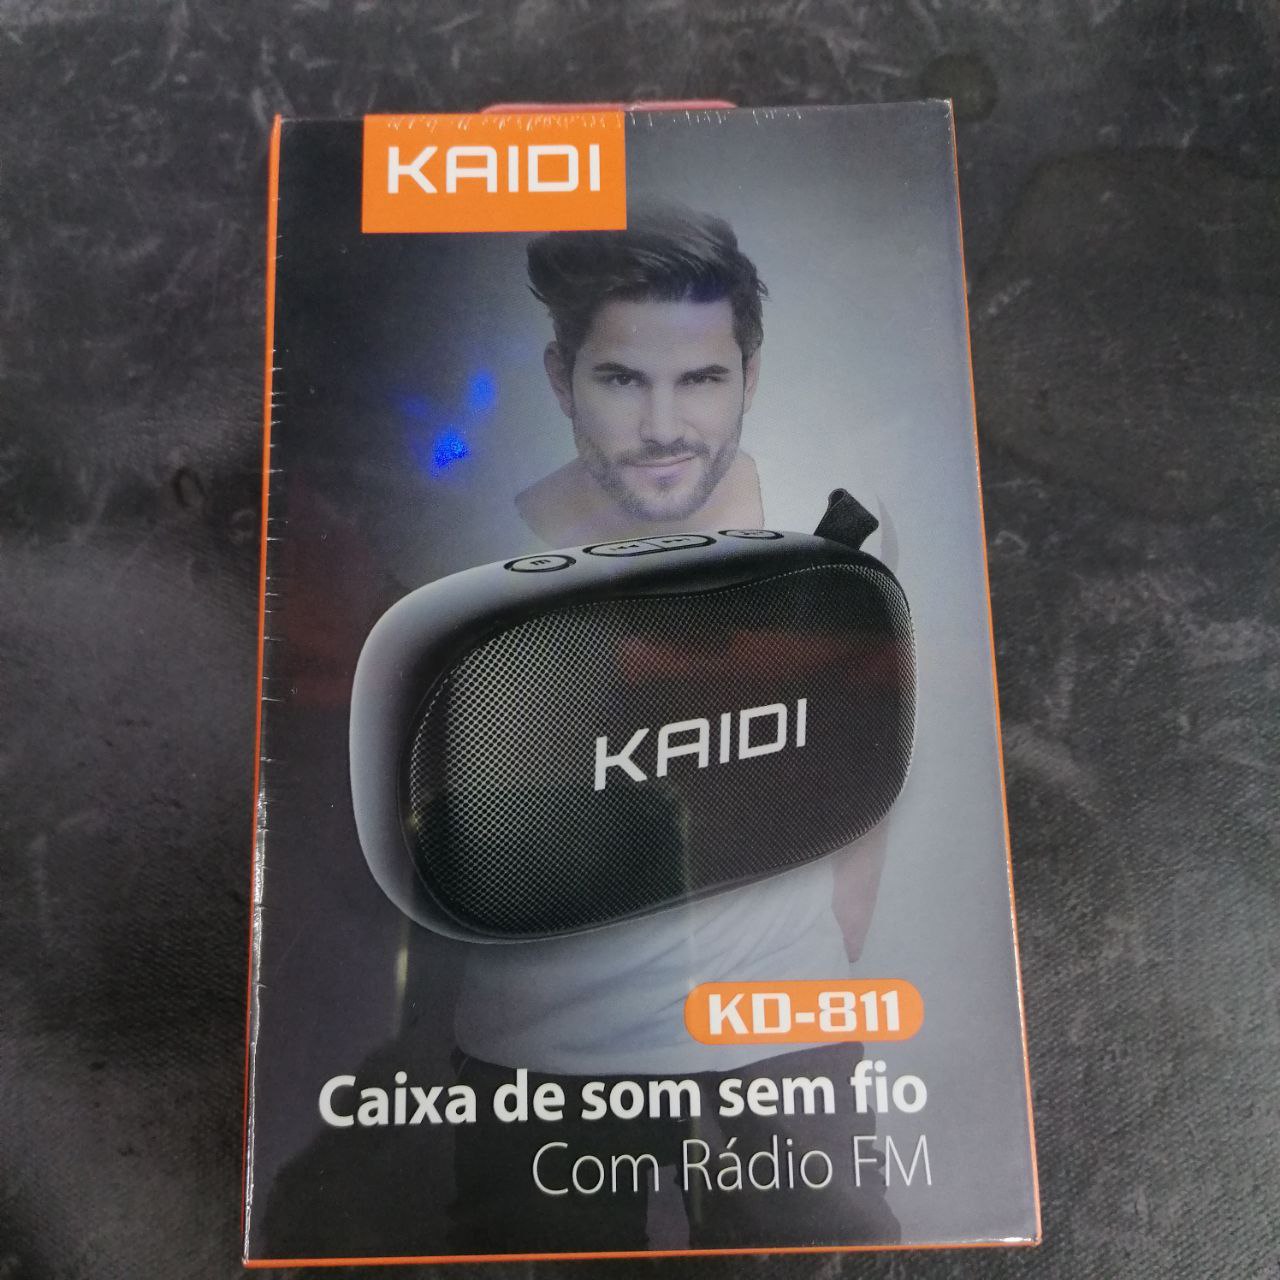 KAIDI
KAIDI
KD-811
Caixa de som sem fio
Com Rádio FM